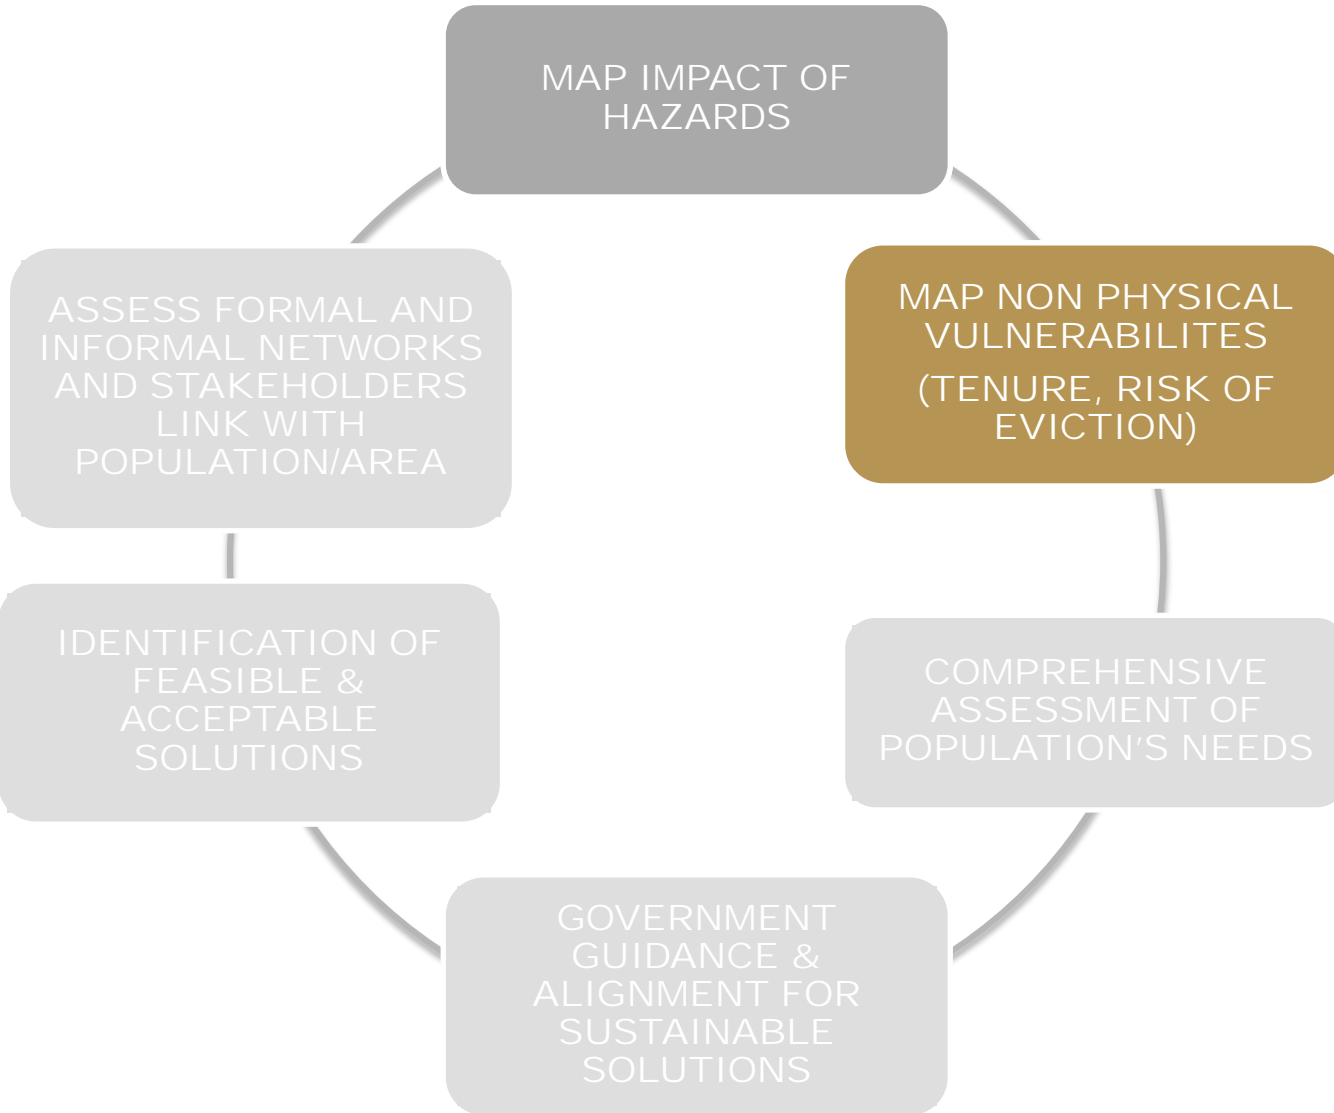 MAP IMPACT OF
HAZARDS
MAP NON PHYSICAL
VULNERABILITES
(TENURE, RISK OF
EVICTION)
COMPREHENSIVE
ASSESSMENT OF
POPULATION'S NEEDS
GOVERNMENT
GUIDANCE &
ALIGNMENT FOR
SUSTAINABLE
SOLUTIONS
IDENTIFICATION OF
FEASIBLE &
ACCEPTABLE
SOLUTIONS
ASSESS FORMAL AND
INFORMAL NETWORKS
AND STAKEHOLDERS
LINK WITH
POPULATION/AREA